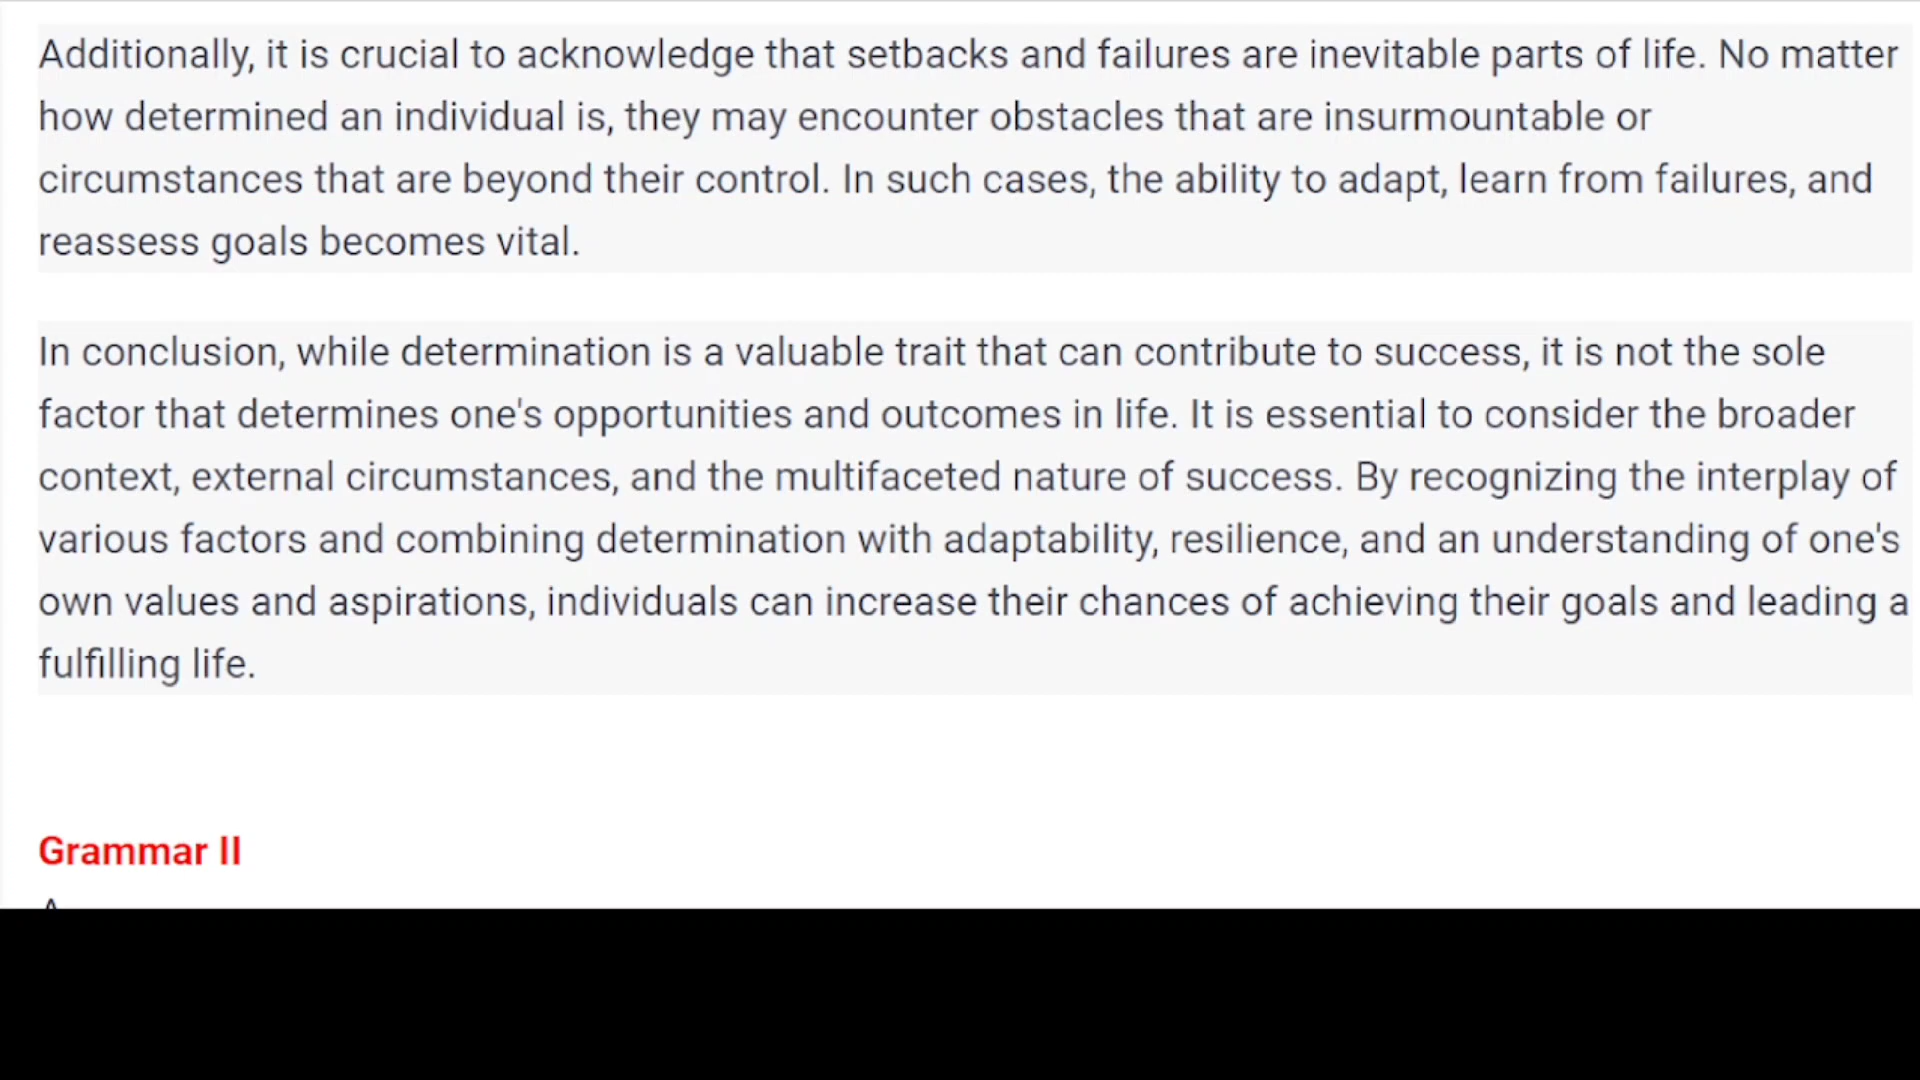 Additionally, it is crucial to acknowledge that setbacks and failures are inevitable parts of life. No matter
how determined an individual is, they may encounter obstacles that are insurmountable or
circumstances that are beyond their control. In such cases, the ability to adapt, learn from failures, and
reassess goals becomes vital.
In conclusion, while determination is a valuable trait that can contribute to success, it is not the sole
factor that determines one's opportunities and outcomes in life. It is essential to consider the broader
context, external circumstances, and the multifaceted nature of success. By recognizing the interplay of
various factors and combining determination with adaptability, resilience, and an understanding of one's
own values and aspirations, individuals can increase their chances of achieving their goals and leading a
fulfilling life.
Grammar II